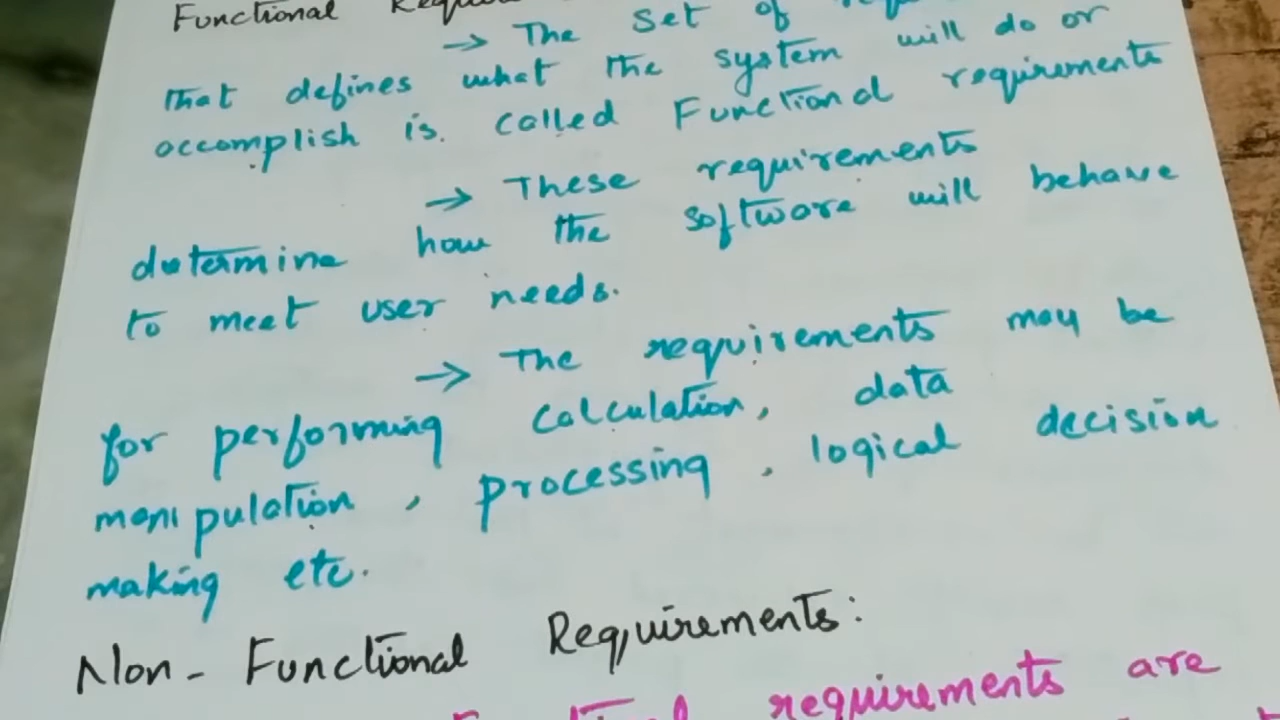 Functional
→ The set of
that defines what the system will do or
accomplish is. called Functional requirements
→ These requirements
determine how the software will behave
to meet user needs.
→ The requirements may be
for performing calculation, data
manipulation, processing, logical decision
making etc.
Non-Functional Requirements:
requirements are